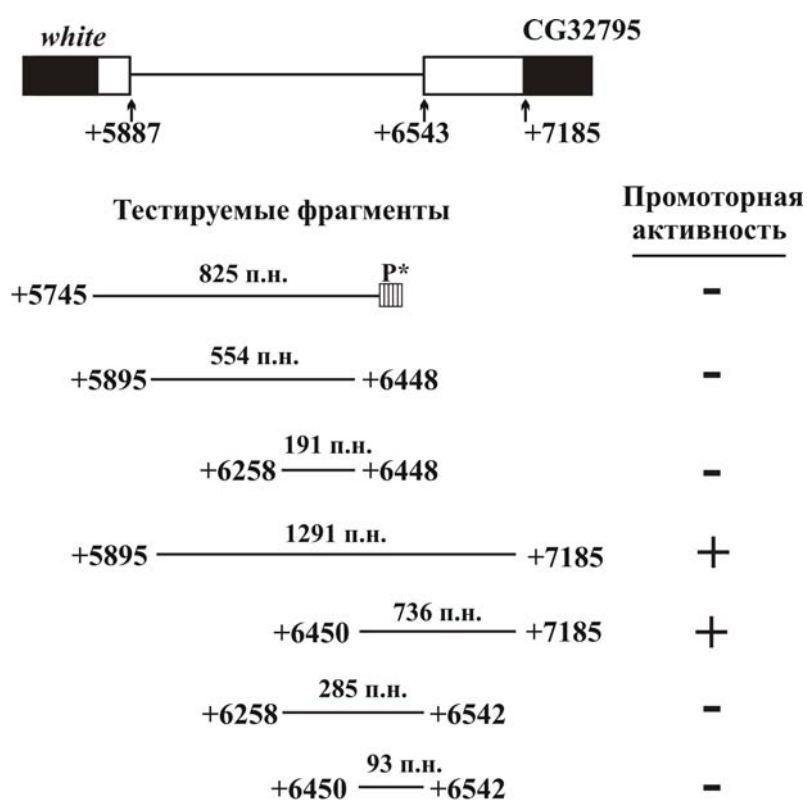 white CG32795
+5887 +6543 +7185
Тестируемые фрагменты
Промоторная
активность
825 п.н. P*
+5745 -
554 п.н.
+5895 +6448 -
191 п.н.
+6258 +6448 -
1291 п.н.
+5895 +7185 +
736 п.н.
+6450 +7185 +
285 п.н.
+6258 +6542 -
93 п.н.
+6450 +6542 -